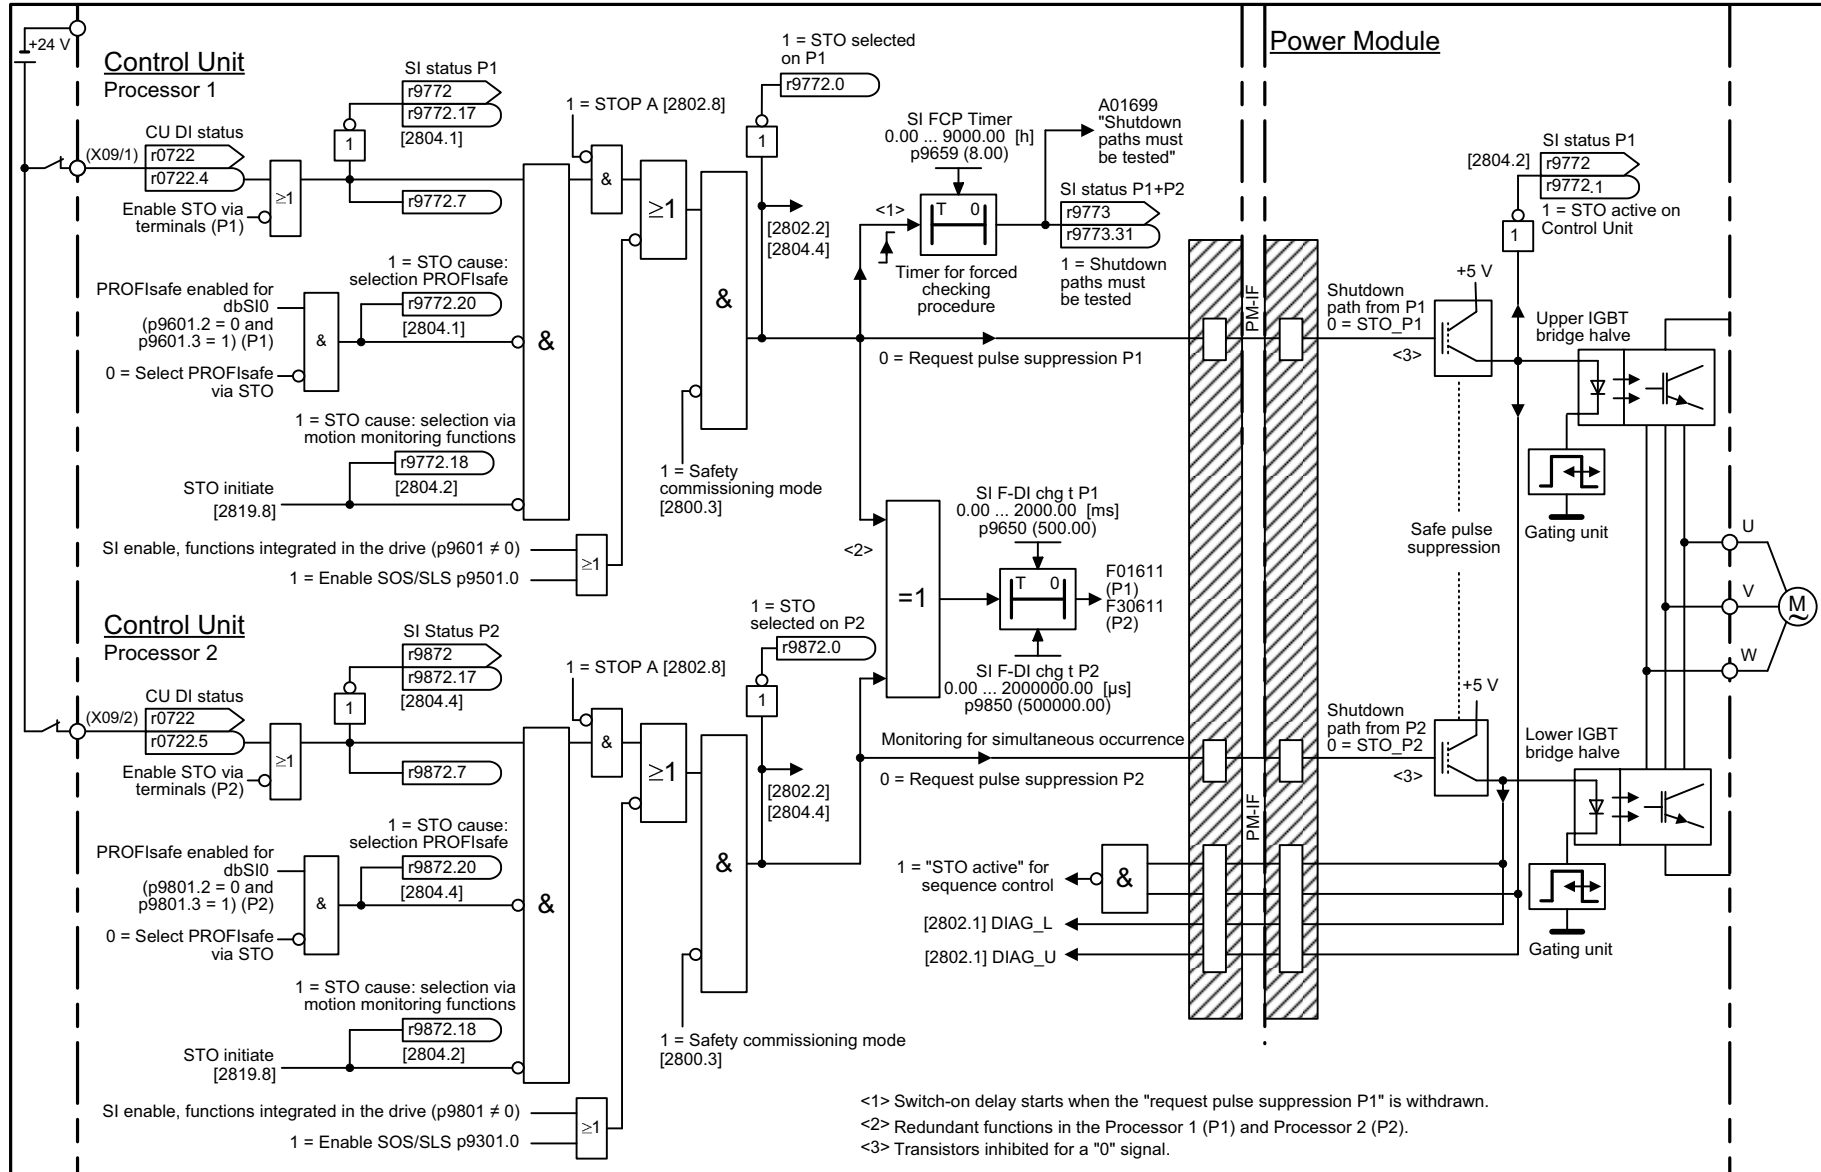 +24 V
Control Unit
Processor 1
SI status P1
r9772
r9772.17
[2804.1]
1
1 = STOP A [2802.8]
1 = STO selected
on P1
r9772.0
1
CU DI status
(X09/1)
r0722
r0722.4
≥1
Enable STO via
terminals (P1)
r9772.7
&
≥1
&
[2802.2]
[2804.4]
1 = STO cause:
selection PROFIsafe
r9772.20
[2804.1]
PROFIsafe enabled for
dbSI0
(p9601.2 = 0 and
p9601.3 = 1) (P1)
&
&
0 = Select PROFIsafe
via STO
1 = STO cause: selection via
motion monitoring functions
r9772.18
[2804.2]
STO initiate
[2819.8]
1 = Safety
commissioning mode
[2800.3]
SI enable, functions integrated in the drive (p9601 ≠ 0)
≥1
1 = Enable SOS/SLS p9501.0
SI FCP Timer
0.00 ... 9000.00 [h]
p9659 (8.00)
<1>
T 0
Timer for forced
checking
procedure
A01699
"Shutdown
paths must
be tested"
SI status P1+P2
r9773
r9773.31
1 = Shutdown
paths must
be tested
0 = Request pulse suppression P1
<2>
=1
SI F-DI chg t P1
0.00 ... 2000.00 [ms]
p9650 (500.00)
T 0
F01611
(P1)
F30611
(P2)
SI F-DI chg t P2
0.00 ... 2000000.00 [µs]
p9850 (500000.00)
Monitoring for simultaneous occurrence
0 = Request pulse suppression P2
PM-IF
PM-IF
1 = "STO active" for
sequence control
&
[2802.1] DIAG_L
[2802.1] DIAG_U
Control Unit
Processor 2
SI Status P2
r9872
r9872.17
[2804.4]
1
1 = STOP A [2802.8]
1 = STO
selected on P2
r9872.0
1
CU DI status
(X09/2)
r0722
r0722.5
≥1
Enable STO via
terminals (P2)
r9872.7
&
≥1
&
[2802.2]
[2804.4]
1 = STO cause:
selection PROFIsafe
r9872.20
[2804.4]
PROFIsafe enabled for
dbSI0
(p9801.2 = 0 and
p9801.3 = 1) (P2)
&
&
0 = Select PROFIsafe
via STO
1 = STO cause: selection via
motion monitoring functions
r9872.18
[2804.2]
STO initiate
[2819.8]
1 = Safety commissioning mode
[2800.3]
SI enable, functions integrated in the drive (p9801 ≠ 0)
≥1
1 = Enable SOS/SLS p9301.0
Power Module
SI status P1
[2804.2]
r9772
r9772.1
1 = STO active on
Control Unit
1
+5 V
Shutdown
path from P1
0 = STO_P1
<3>
Upper IGBT
bridge halve
Gating unit
Safe pulse
suppression
U
V
W
M
~
+5 V
Shutdown
path from P2
0 = STO_P2
<3>
Lower IGBT
bridge halve
Gating unit
<1> Switch-on delay starts when the "request pulse suppression P1" is withdrawn.
<2> Redundant functions in the Processor 1 (P1) and Processor 2 (P2).
<3> Transistors inhibited for a "0" signal.